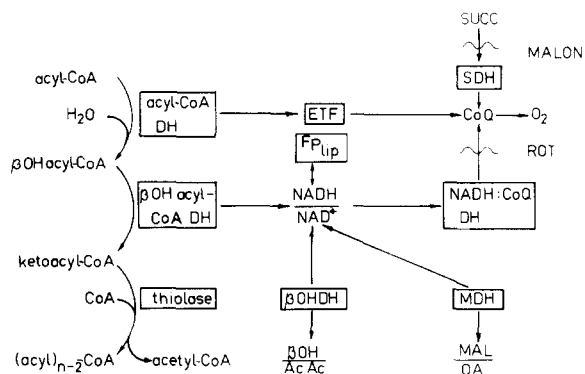 SUCC
MALON
SDH
acyl-CoA
H₂O
acyl-CoA
DH
ETF
CoQ
O₂
Fp lip
ROT
βOHacyl-CoA
βOH acyl-
CoA DH
NADH
NAD⁺
NADH:CoQ
DH
ketoacyl-CoA
CoA
thiolase
βOHDH
MDH
(acyl)n-2-CoA
acetyl-CoA
βOH
AcAc
MAL
OA